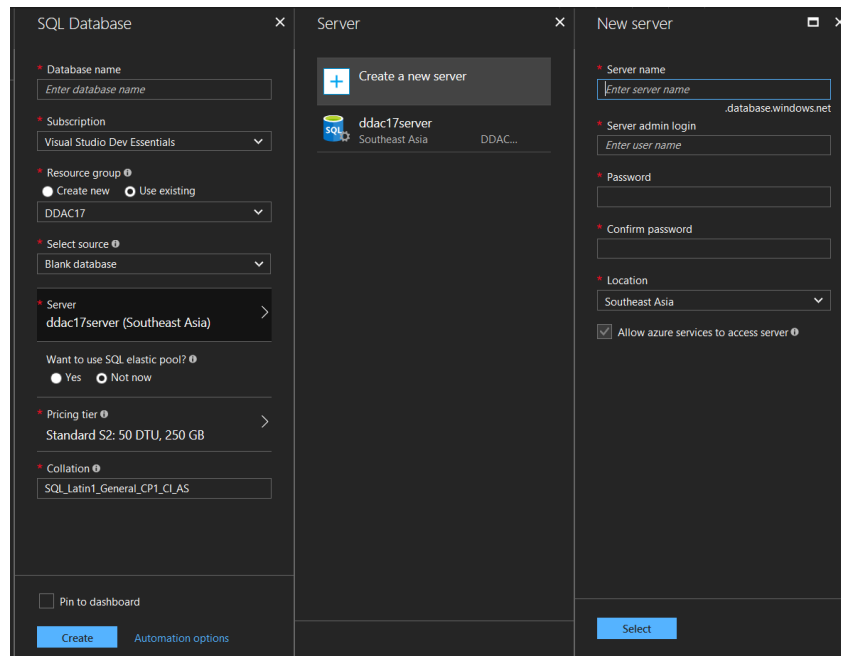 SQL Database
* Database name
Enter database name
* Subscription
Visual Studio Dev Essentials
* Resource group
Create new Use existing
DDAC17
* Select source
Blank database
* Server
ddac17server (Southeast Asia)
Want to use SQL elastic pool?
Yes Not now
* Pricing tier
Standard S2: 50 DTU, 250 GB
* Collation
SQL_Latin1_General_CP1_CI_AS
Pin to dashboard
Create Automation options
Server
Create a new server
SQL
ddac17server
Southeast Asia DDAC...
New server
* Server name
Enter server name
.database.windows.net
* Server admin login
Enter user name
* Password
* Confirm password
* Location
Southeast Asia
Allow azure services to access server
Select